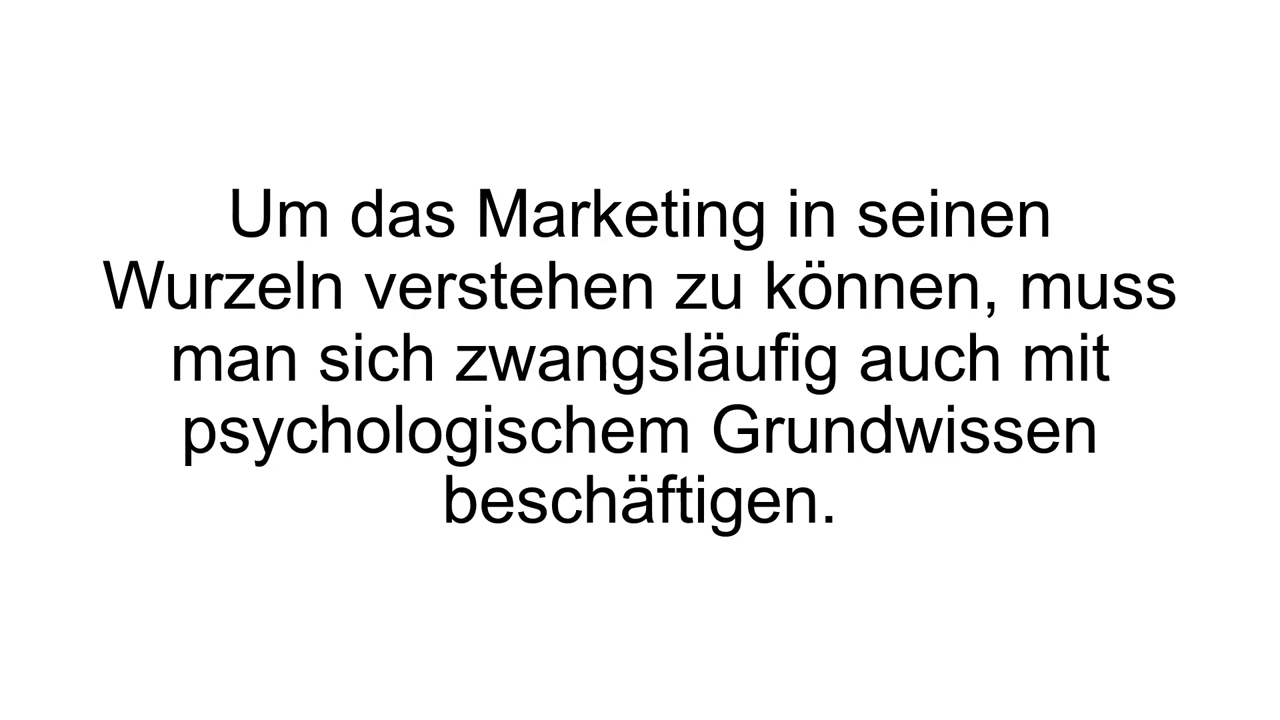 Um das Marketing in seinen
Wurzeln verstehen zu können, muss
man sich zwangsläufig auch mit
psychologischem Grundwissen
beschäftigen.